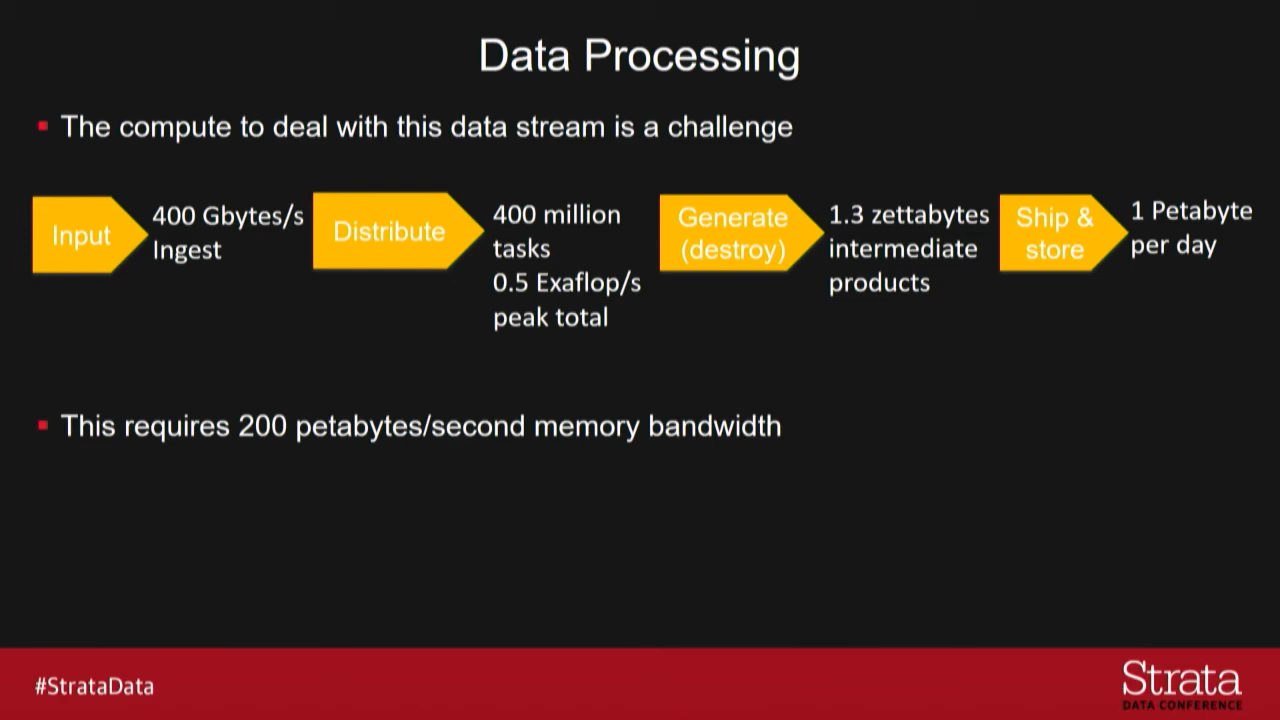 Data Processing
The compute to deal with this data stream is a challenge
Input
400 Gbytes/s
Ingest
Distribute
400 million
tasks
0.5 Exaflop/s
peak total
Generate
(destroy)
1.3 zettabytes
intermediate
products
Ship &
store
1 Petabyte
per day
This requires 200 petabytes/second memory bandwidth
#StrataData
Strata
DATA CONFERENCE